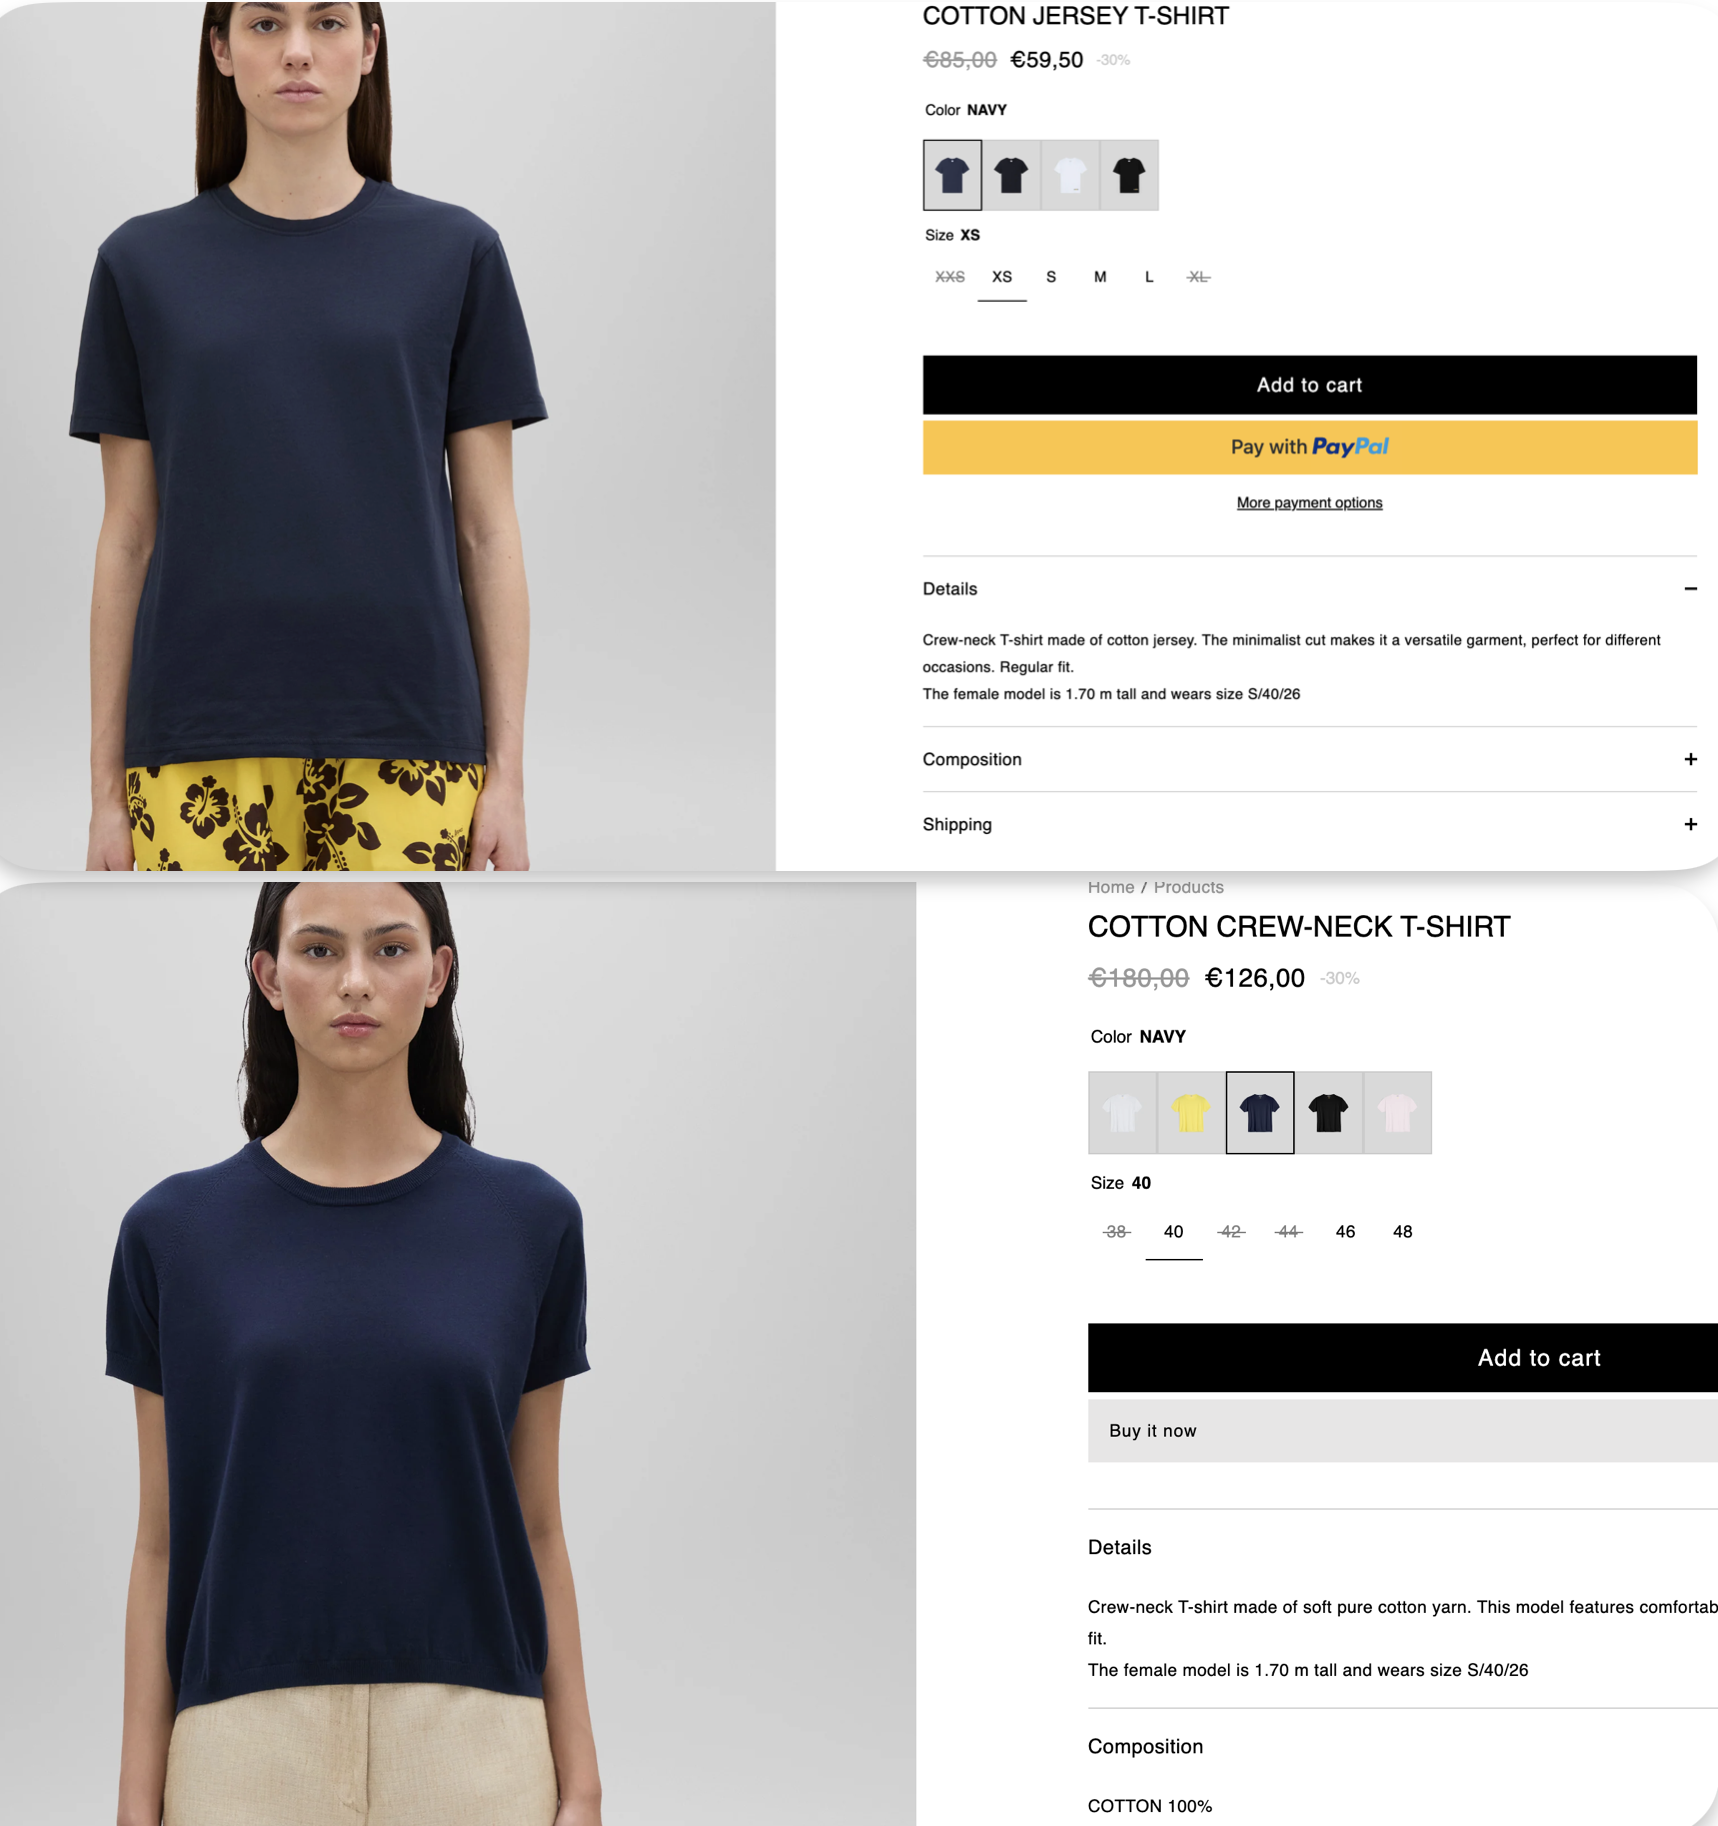 COTTON JERSEY T-SHIRT
€85,00 €59,50 -30%
Color NAVY
Size XS
XXS XS S M L XL
Add to cart
Pay with PayPal
More payment options
Details −
Crew-neck T-shirt made of cotton jersey. The minimalist cut makes it a versatile garment, perfect for different
occasions. Regular fit.
The female model is 1.70 m tall and wears size S/40/26
Composition +
Shipping +
Home / Products
COTTON CREW-NECK T-SHIRT
€180,00 €126,00 -30%
Color NAVY
Size 40
38 40 42 44 46 48
Add to cart
Buy it now
Details
Crew-neck T-shirt made of soft pure cotton yarn. This model features comfortab
fit.
The female model is 1.70 m tall and wears size S/40/26
Composition
COTTON 100%